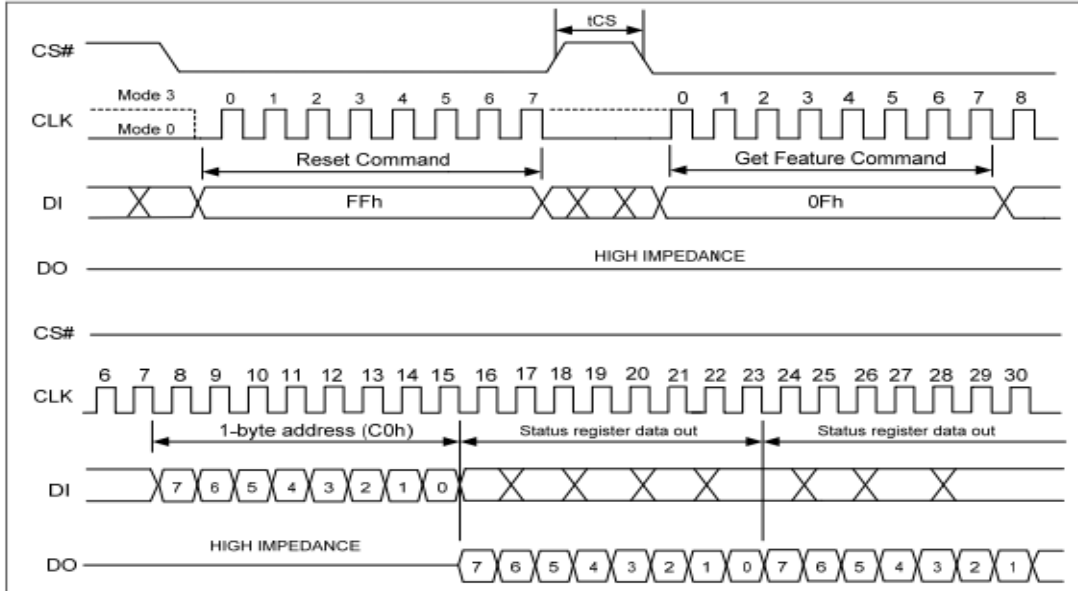 tCS
CS#
Mode 3
0 1 2 3 4 5 6 7 0 1 2 3 4 5 6 7 8
CLK
Mode 0
Reset Command Get Feature Command
DI FFh 0Fh
HIGH IMPEDANCE
DO
CS#
6 7 8 9 10 11 12 13 14 15 16 17 18 19 20 21 22 23 24 25 26 27 28 29 30
CLK
1-byte address (C0h) Status register data out Status register data out
DI 7 6 5 4 3 2 1 0
HIGH IMPEDANCE
DO 7 6 5 4 3 2 1 0 7 6 5 4 3 2 1